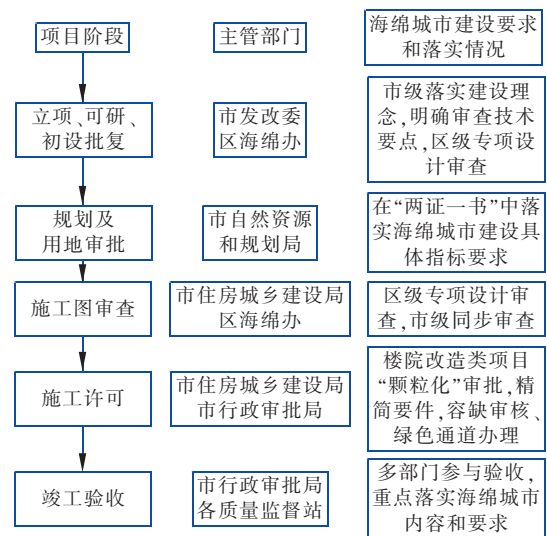 项目阶段
主管部门
海绵城市建设要求
和落实情况
立项、可研、
初设批复
市发改委
区海绵办
市级落实建设理
念,明确审查技术
要点,区级专项设
计审查
规划及
用地审批
市自然资源
和规划局
在“两证一书”中落
实海绵城市建设具
体指标要求
施工图审查
市住房城乡建设局
区海绵办
区级专项设计审
查,市级同步审查
施工许可
市住房城乡建设局
市行政审批局
楼院改造类项目
“颗粒化”审批,精
简要件,容缺审核、
绿色通道办理
竣工验收
市行政审批局
各质量监督站
多部门参与验收,
重点落实海绵城市
内容和要求